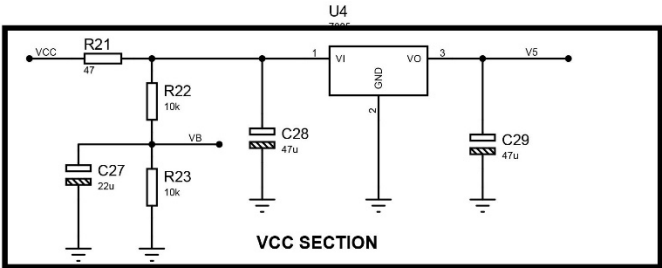 U4
VCC
R21
47
1
VI
VO
3
V5
GND
2
R22
10k
VB
C28
47u
C29
47u
C27
22u
R23
10k
VCC SECTION